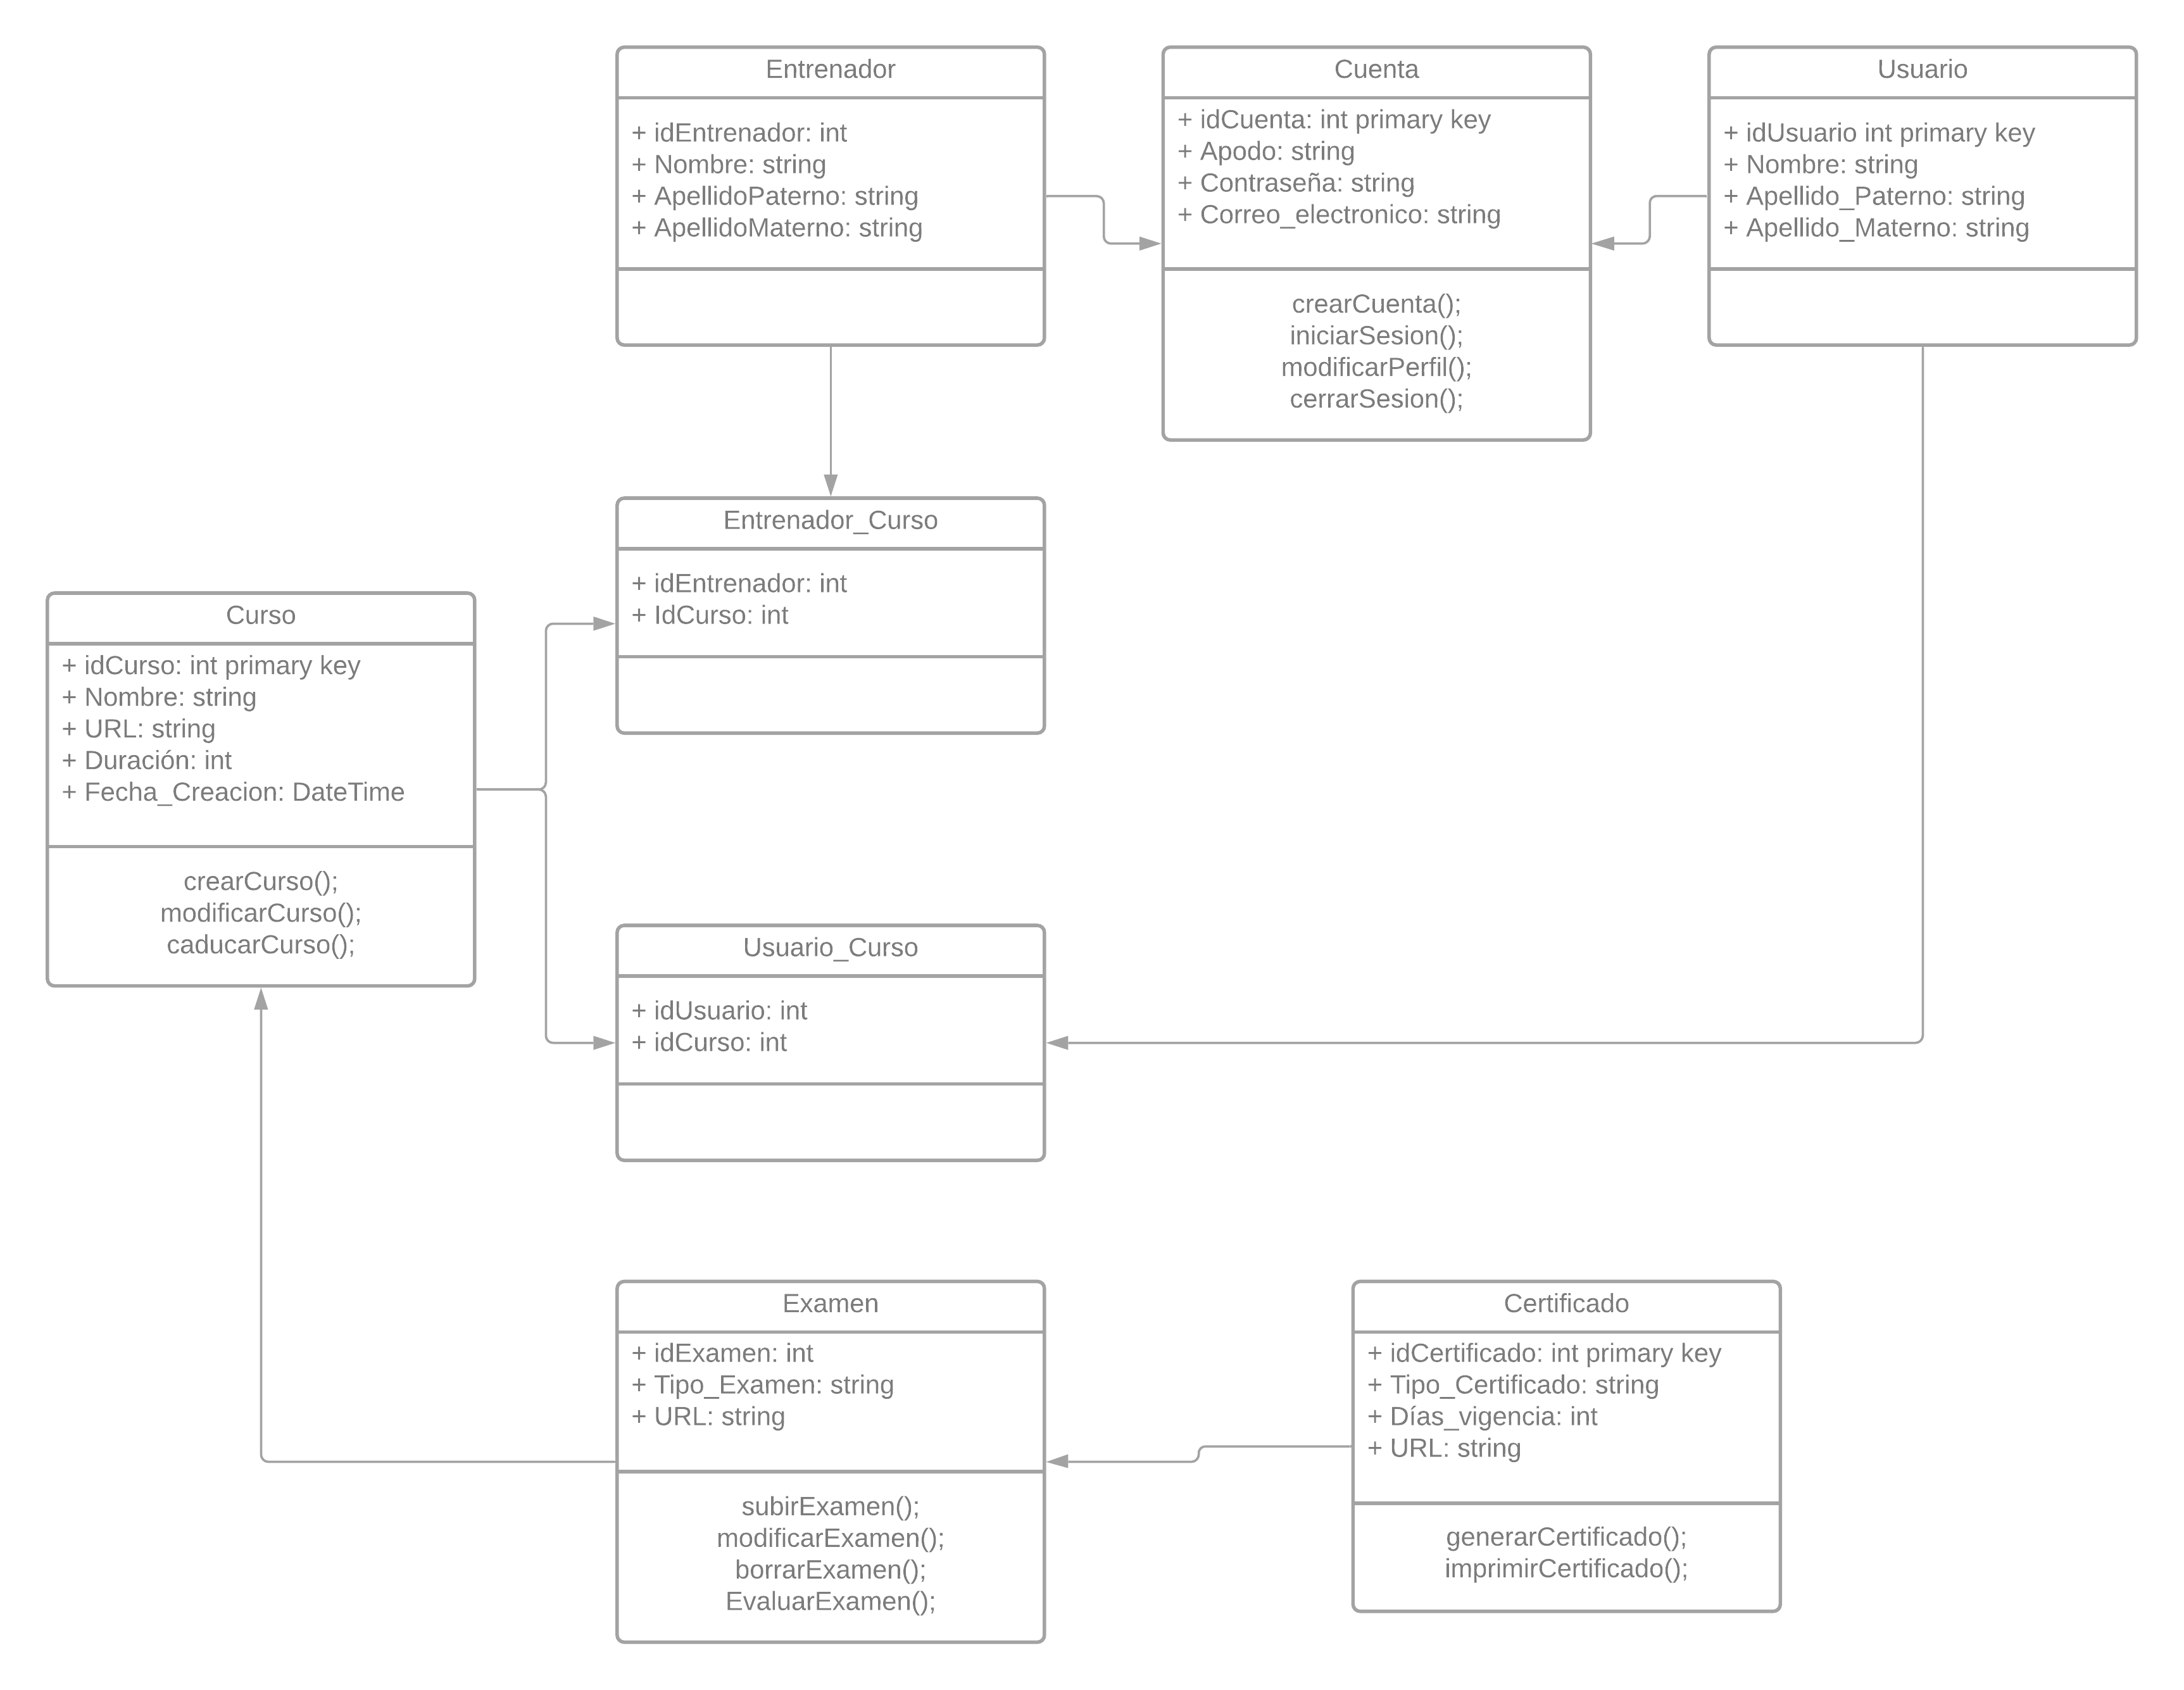 Entrenador
+ idEntrenador: int
+ Nombre: string
+ ApellidoPaterno: string
+ ApellidoMaterno: string
Cuenta
+ idCuenta: int primary key
+ Apodo: string
+ Contraseña: string
+ Correo_electronico: string
crearCuenta();
iniciarSesion();
modificarPerfil();
cerrarSesion();
Usuario
+ idUsuario int primary key
+ Nombre: string
+ Apellido_Paterno: string
+ Apellido_Materno: string
Entrenador_Curso
+ idEntrenador: int
+ IdCurso: int
Curso
+ idCurso: int primary key
+ Nombre: string
+ URL: string
+ Duración: int
+ Fecha_Creacion: DateTime
crearCurso();
modificarCurso();
caducarCurso();
Usuario_Curso
+ idUsuario: int
+ idCurso: int
Examen
+ idExamen: int
+ Tipo_Examen: string
+ URL: string
subirExamen();
modificarExamen();
borrarExamen();
EvaluarExamen();
Certificado
+ idCertificado: int primary key
+ Tipo_Certificado: string
+ Días_vigencia: int
+ URL: string
generarCertificado();
imprimirCertificado();